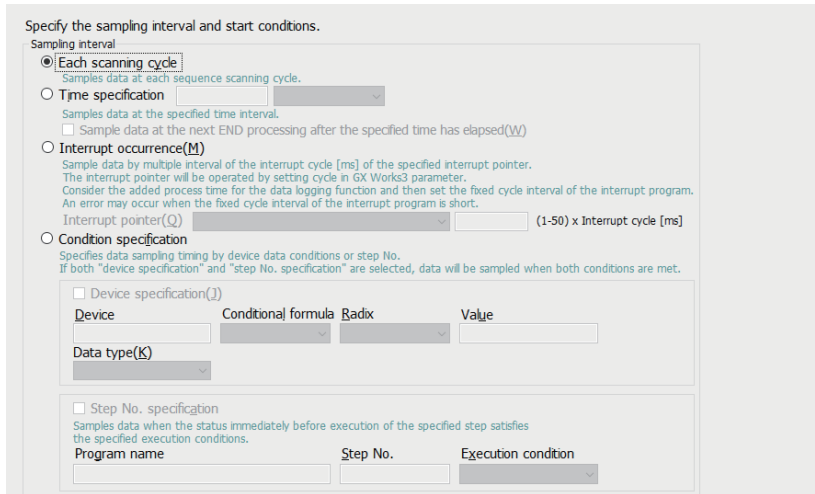 Specify the sampling interval and start conditions.
Sampling interval
Each scanning cycle
Samples data at each sequence scanning cycle.
Time specification
Samples data at the specified time interval.
Sample data at the next END processing after the specified time has elapsed(W)
Interrupt occurrence(M)
Sample data by multiple interval of the interrupt cycle [ms] of the specified interrupt pointer.
The interrupt pointer will be operated by setting cycle in GX Works3 parameter.
Consider the added process time for the data logging function and then set the fixed cycle interval of the interrupt program.
An error may occur when the fixed cycle interval of the interrupt program is short.
Interrupt pointer(Q) (1-50) x Interrupt cycle [ms]
Condition specification
Specifies data sampling timing by device data conditions or step No.
If both "device specification" and "step No. specification" are selected, data will be sampled when both conditions are met.
Device specification(J)
Device Conditional formula Radix Value
Data type(K)
Step No. specification
Samples data when the status immediately before execution of the specified step satisfies
the specified execution conditions.
Program name Step No. Execution condition